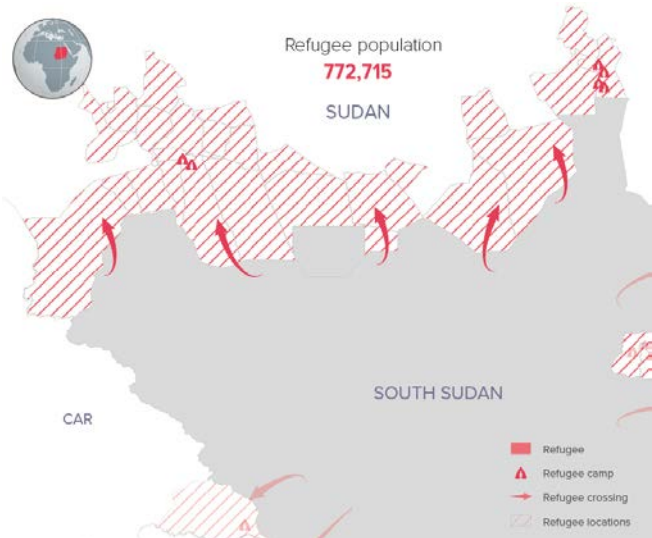 Refugee population
772,715
SUDAN
SOUTH SUDAN
CAR
Refugee
Refugee camp
Refugee crossing
Refugee locations